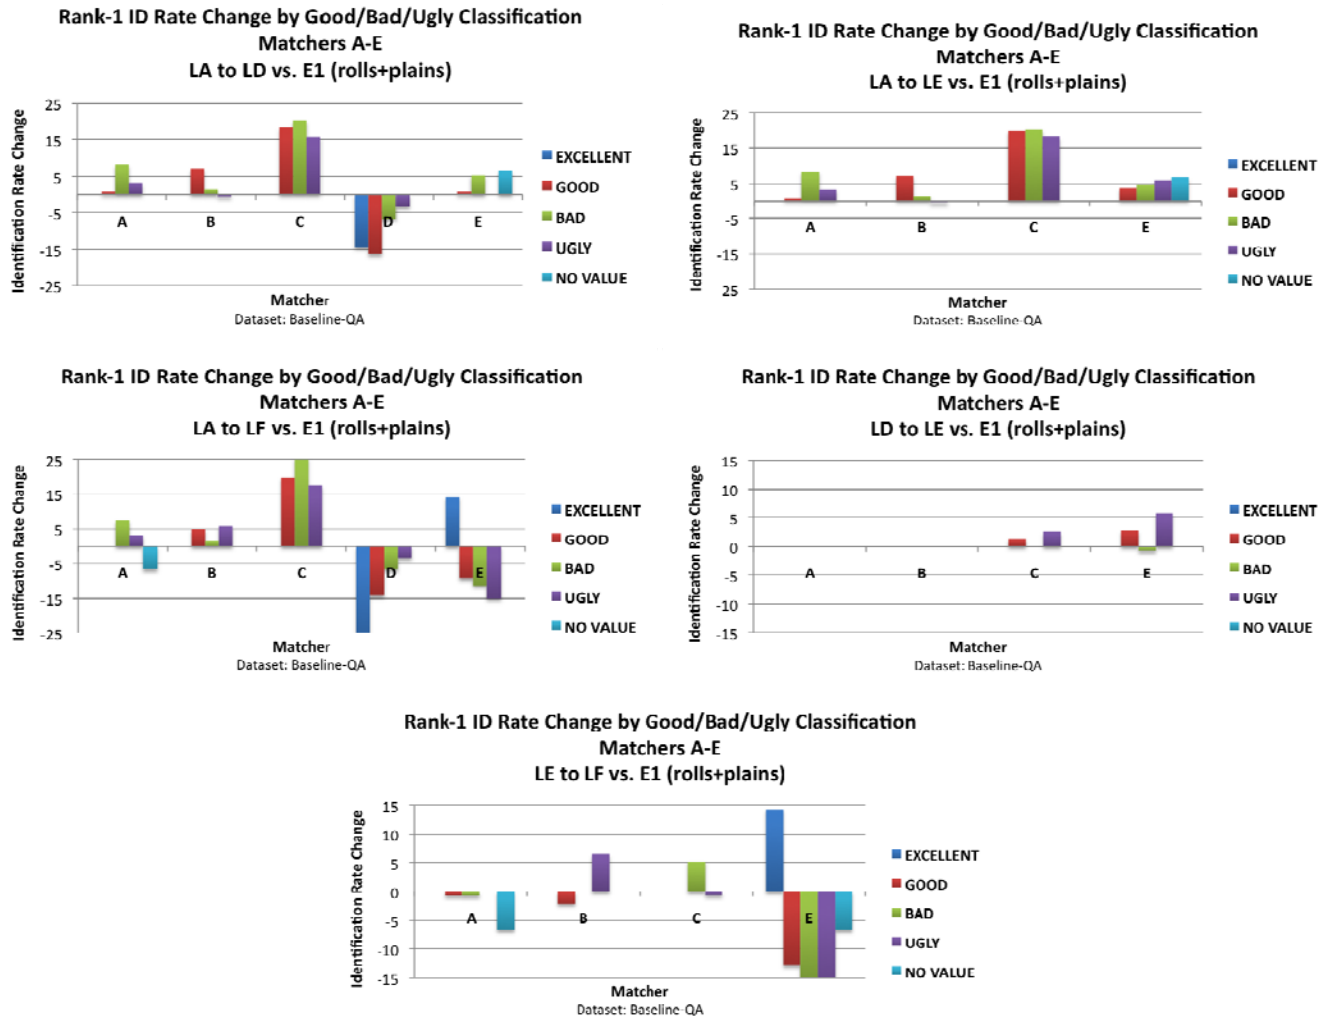 Rank-1 ID Rate Change by Good/Bad/Ugly Classification
Matchers A-E
LA to LD vs. E1 (rolls+plains)
Identification Rate Change
25
15
5
-5
-15
-25
A
B
C
D
E
EXCELLENT
GOOD
BAD
UGLY
NO VALUE
Matcher
Dataset: Baseline-QA
Rank-1 ID Rate Change by Good/Bad/Ugly Classification
Matchers A-E
LA to LE vs. E1 (rolls+plains)
Identification Rate Change
25
15
5
-5
-15
25
A
B
C
E
EXCELLENT
GOOD
BAD
UGLY
NO VALUE
Matcher
Dataset: Baseline-QA
Rank-1 ID Rate Change by Good/Bad/Ugly Classification
Matchers A-E
LA to LF vs. E1 (rolls+plains)
Identification Rate Change
25
15
5
-5
-15
-25
A
B
C
D
E
EXCELLENT
GOOD
BAD
UGLY
NO VALUE
Matcher
Dataset: Baseline-QA
Rank-1 ID Rate Change by Good/Bad/Ugly Classification
Matchers A-E
LD to LE vs. E1 (rolls+plains)
Identification Rate Change
15
10
5
0
-5
-10
-15
A
B
C
E
EXCELLENT
GOOD
BAD
UGLY
NO VALUE
Matcher
Dataset: Baseline-QA
Rank-1 ID Rate Change by Good/Bad/Ugly Classification
Matchers A-E
LE to LF vs. E1 (rolls+plains)
Identification Rate Change
15
10
5
0
-5
-10
-15
A
B
C
E
EXCELLENT
GOOD
BAD
UGLY
NO VALUE
Matcher
Dataset: Baseline-QA